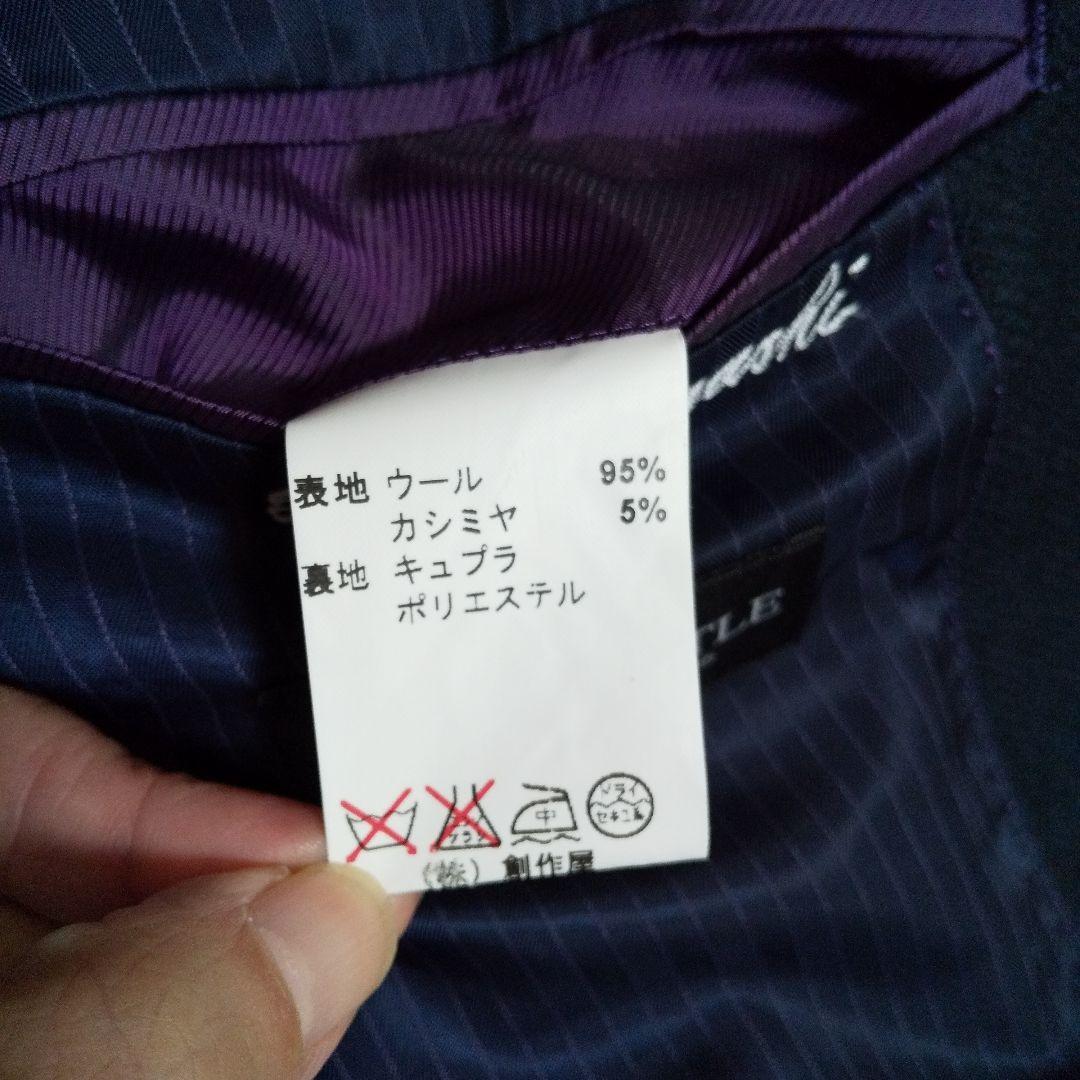 表地 ウール 95%
カシミヤ 5%
裏地 キュプラ
ポリエステル
中
ドライ
セキユ系
(株) 創作屋
TLE